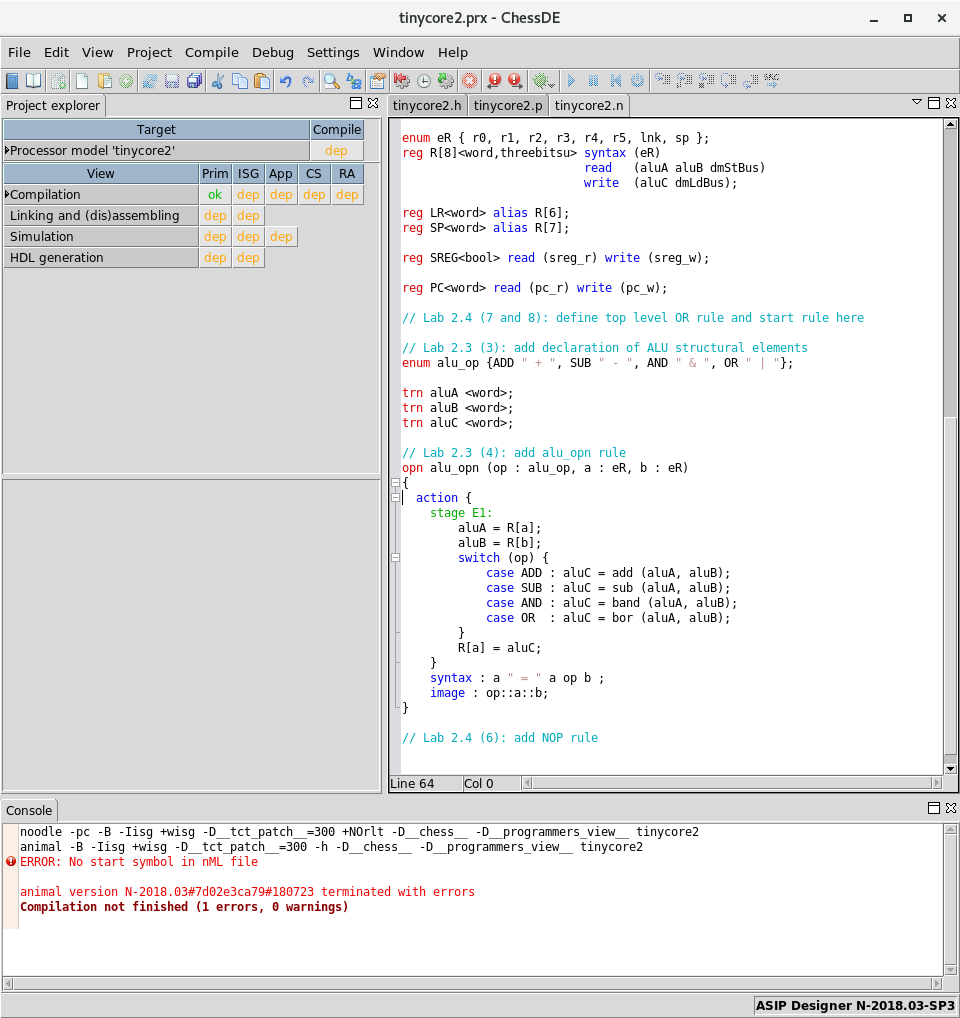 tinycore2.prx - ChessDE
File Edit View Project Compile Debug Settings Window Help
Project explorer
Target Compile
Processor model 'tinycore2' dep
View Prim ISG App CS RA
Compilation ok dep dep dep dep
Linking and (dis)assembling dep dep
Simulation dep dep dep
HDL generation dep dep
tinycore2.h tinycore2.p tinycore2.n
enum eR { r0, r1, r2, r3, r4, r5, lnk, sp };
reg R[8]<word,threebitsu> syntax (eR)
read (aluA aluB dmStBus)
write (aluC dmLdBus);
reg LR<word> alias R[6];
reg SP<word> alias R[7];
reg SREG<bool> read (sreg_r) write (sreg_w);
reg PC<word> read (pc_r) write (pc_w);
// Lab 2.4 (7 and 8): define top level OR rule and start rule here
// Lab 2.3 (3): add declaration of ALU structural elements
enum alu_op {ADD " + ", SUB " - ", AND " & ", OR " | "};
trn aluA <word>;
trn aluB <word>;
trn aluC <word>;
// Lab 2.3 (4): add alu_opn rule
opn alu_opn (op : alu_op, a : eR, b : eR)
{
action {
stage E1:
aluA = R[a];
aluB = R[b];
switch (op) {
case ADD : aluC = add (aluA, aluB);
case SUB : aluC = sub (aluA, aluB);
case AND : aluC = band (aluA, aluB);
case OR  : aluC = bor (aluA, aluB);
}
R[a] = aluC;
}
syntax : a " = " a op b ;
image : op::a::b;
}
// Lab 2.4 (6): add NOP rule
Line 64 Col 0
Console
noodle -pc -B -Iisg +wisg -D__tct_patch__=300 +NOrlt -D__chess__ -D__programmers_view__ tinycore2
animal -B -Iisg +wisg -D__tct_patch__=300 -h -D__chess__ -D__programmers_view__ tinycore2
ERROR: No start symbol in nML file
animal version N-2018.03#7d02e3ca79#180723 terminated with errors
Compilation not finished (1 errors, 0 warnings)
ASIP Designer N-2018.03-SP3